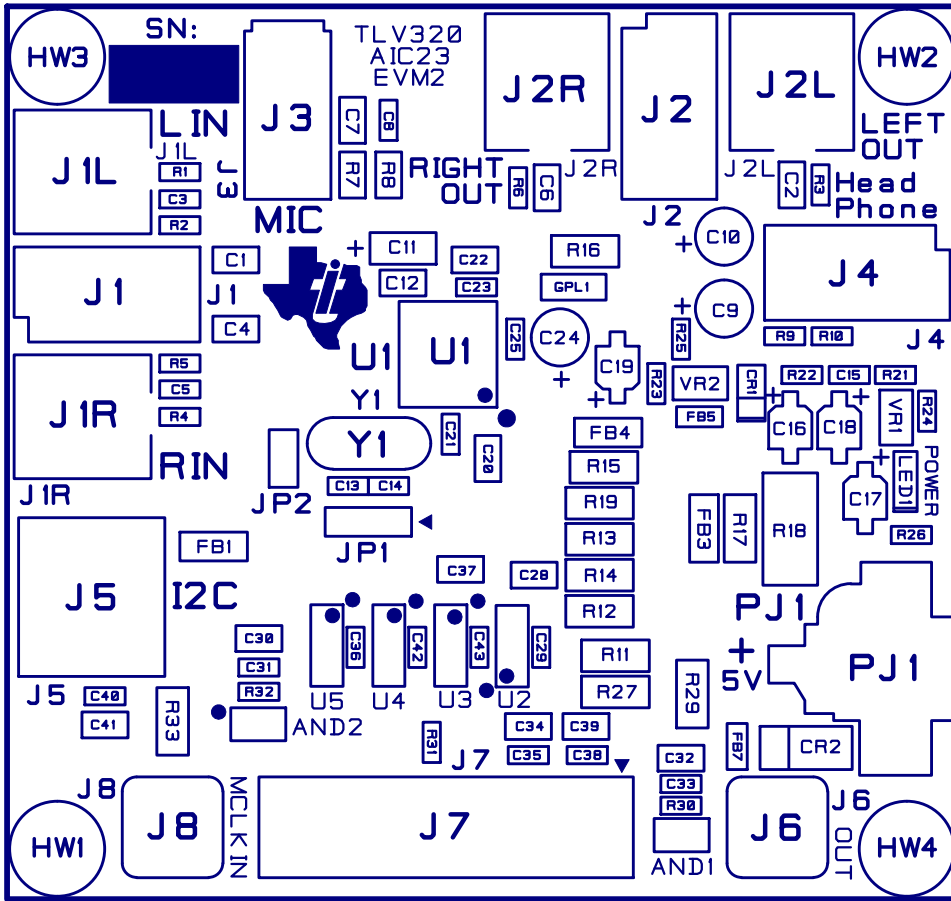 SN:
TLV320
AIC23
EVM2
HW3
HW2
J3
J2R
J2
J2L
C7
C8
LEFT
OUT
L IN
J1L
J1L
R1
C3
R2
J3
R7
R8
RIGHT
OUT
R6
C6
J2R
J2L
C2
R3
Head
Phone
MIC
J2
J1
J1
C1
C4
+
C11
C12
C22
C23
R16
GPL1
+
C10
+
C9
J4
J4
R9
R10
i
U1
U1
C25
C24
+
C19
+
R23
R25
VR2
FB5
CR1
R22
C15
R21
+
C16
+
C18
VR1
R24
R5
C5
R4
J1R
J1R
RIN
Y1
Y1
C21
C20
FB4
R15
R19
R13
R14
R12
JP2
C13
C14
JP1
+
C17
LED1
POWER
R26
FB3
R17
R18
FB1
J5
J5
I2C
C37
C28
PJ1
PJ1
+
5V
C30
C31
R32
C36
C42
C43
C29
U5
U4
U3
U2
R11
R27
R29
C40
C41
R33
AND2
R31
C34
C35
C39
C38
J7
J7
C32
C33
R30
AND1
FB7
CR2
J8
J8
MCLK IN
J6
J6
OUT
HW1
HW4